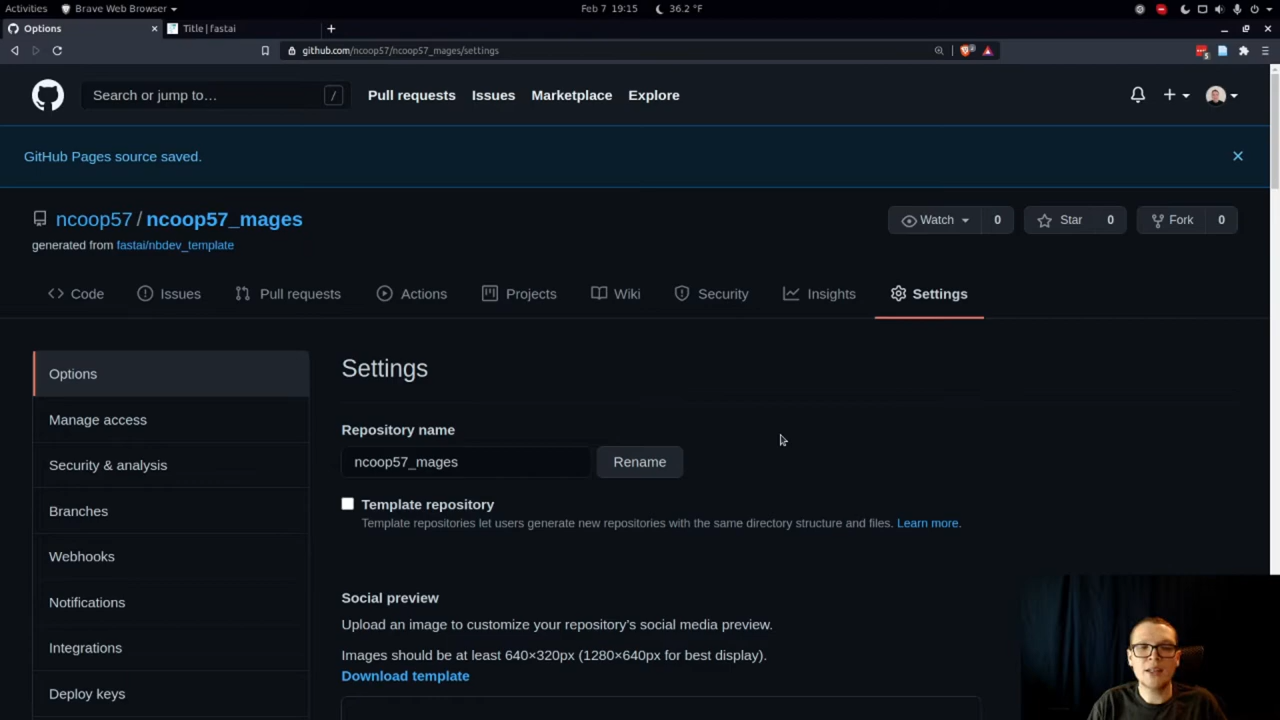 Activities Brave Web Browser Feb 7 19:15 36.2 °F
Options Title | fastai
github.com/ncoop57/ncoop57_mages/settings
Search or jump to… / Pull requests Issues Marketplace Explore
GitHub Pages source saved.
ncoop57 / ncoop57_mages Watch 0 Star 0 Fork 0
generated from fastai/nbdev_template
Code Issues Pull requests Actions Projects Wiki Security Insights Settings
Options
Manage access
Security & analysis
Branches
Webhooks
Notifications
Integrations
Deploy keys
Settings
Repository name
ncoop57_mages Rename
Template repository
Template repositories let users generate new repositories with the same directory structure and files. Learn more.
Social preview
Upload an image to customize your repository's social media preview.
Images should be at least 640×320px (1280×640px for best display).
Download template